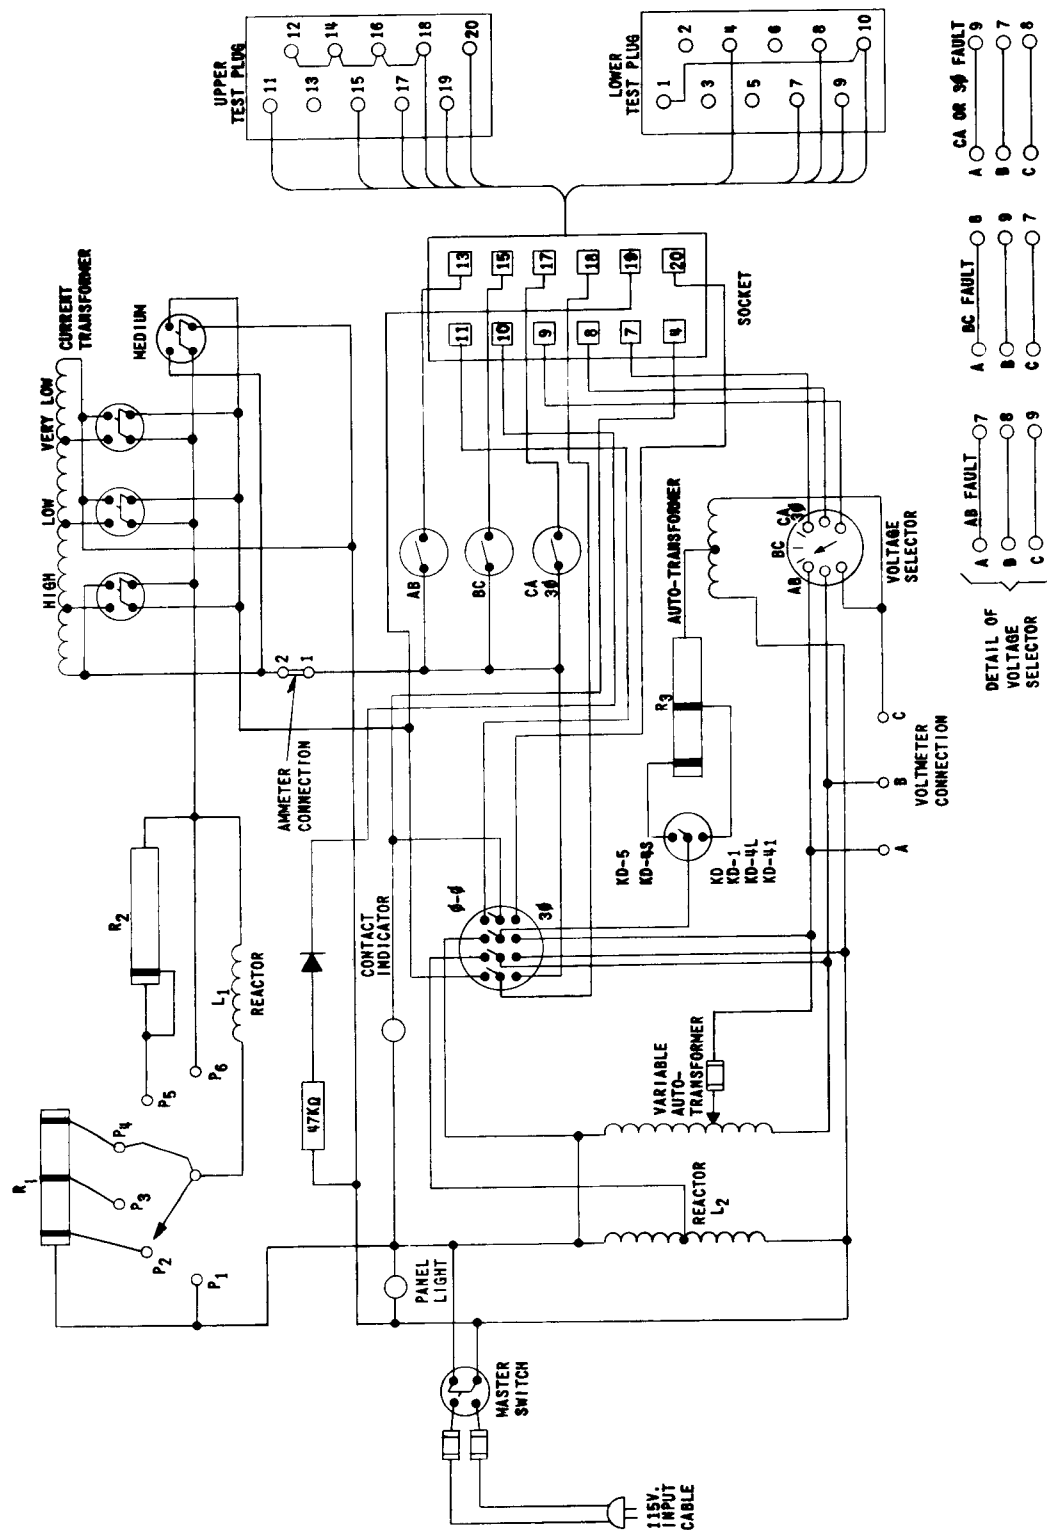 UPPER
TEST PLUG
12
14
16
18
20
11
13
15
17
19
LOWER
TEST PLUG
2
4
6
8
10
1
3
5
7
9
CURRENT
TRANSFORMER
HIGH
LOW
VERY LOW
MEDIUM
SOCKET
13
15
17
18
19
20
11
10
9
8
7
4
AB
BC
CA
3Ø
AMMETER
CONNECTION
2
1
R1
R2
R3
L1
REACTOR
P1
P2
P3
P4
P5
P6
47KΩ
CONTACT
INDICATOR
Ø-Ø
3Ø
AUTO-TRANSFORMER
KD-5
KD-4S
KD
KD-1
KD-4L
KD-41
AB
BC
CA
3Ø
VOLTAGE
SELECTOR
A
B
C
VOLTMETER
CONNECTION
VARIABLE
AUTO-
TRANSFORMER
REACTOR
L2
PANEL
LIGHT
MASTER
SWITCH
115V.
INPUT
CABLE
DETAIL OF
VOLTAGE
SELECTOR
AB FAULT
A 7
B 8
C 9
BC FAULT
A 8
B 9
C 7
CA OR 3Ø FAULT
A 9
B 7
C 8